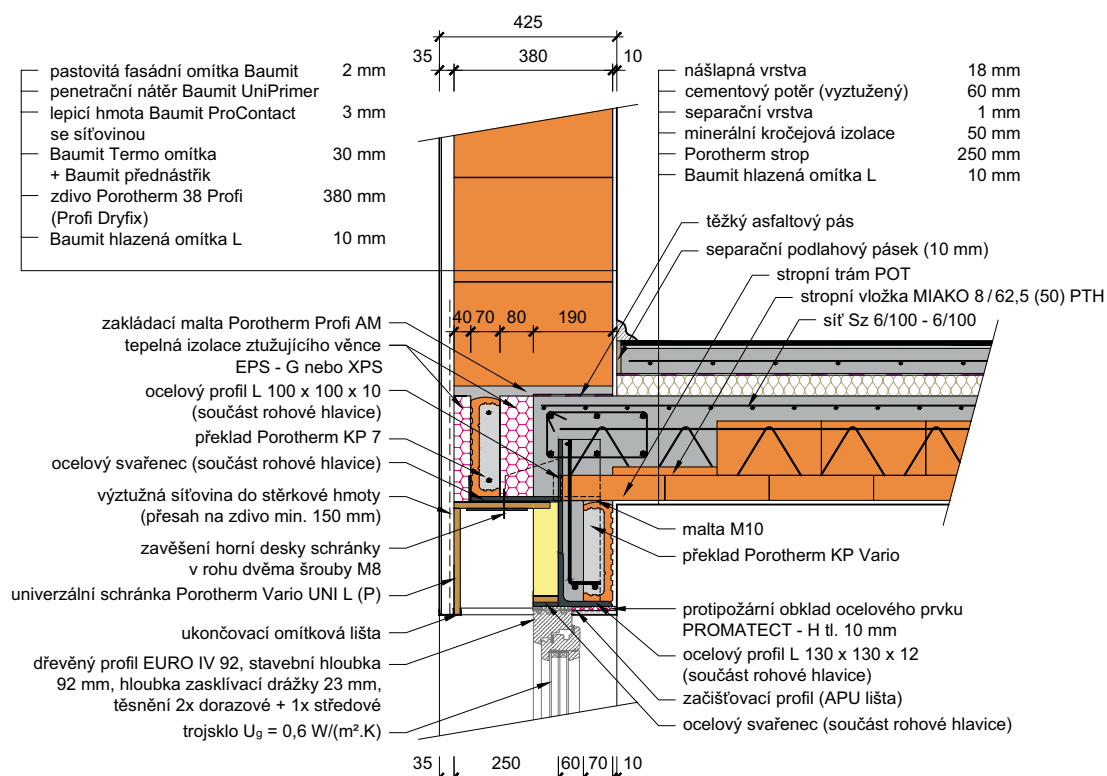 425
35 380 10
pastovitá fasádní omítka Baumit 2 mm
penetrační nátěr Baumit UniPrimer
lepicí hmota Baumit ProContact 3 mm
se síťovinou
Baumit Termo omítka 30 mm
+ Baumit přednástřik
zdivo Porotherm 38 Profi 380 mm
(Profi Dryfix)
Baumit hlazená omítka L 10 mm
nášlapná vrstva 18 mm
cementový potěr (vyztužený) 60 mm
separační vrstva 1 mm
minerální kročejová izolace 50 mm
Porotherm strop 250 mm
Baumit hlazená omítka L 10 mm
těžký asfaltový pás
separační podlahový pásek (10 mm)
stropní trám POT
stropní vložka MIAKO 8/62,5 (50) PTH
síť Sz 6/100 - 6/100
40 70 80 190
zakládací malta Porotherm Profi AM
tepelná izolace ztužujícího věnce
EPS - G nebo XPS
ocelový profil L 100 x 100 x 10
(součást rohové hlavice)
překlad Porotherm KP 7
ocelový svařenec (součást rohové hlavice)
výztužná síťovina do stěrkové hmoty
(přesah na zdivo min. 150 mm)
zavěšení horní desky schránky
v rohu dvěma šrouby M8
univerzální schránka Porotherm Vario UNI L (P)
ukončovací omítková lišta
dřevěný profil EURO IV 92, stavební hloubka
92 mm, hloubka zasklívací drážky 23 mm,
těsnění 2x dorazové + 1x středové
trojsklo Ug = 0,6 W/(m².K)
malta M10
překlad Porotherm KP Vario
protipožární obklad ocelového prvku
PROMATECT - H tl. 10 mm
ocelový profil L 130 x 130 x 12
(součást rohové hlavice)
začišťovací profil (APU lišta)
ocelový svařenec (součást rohové hlavice)
35 250 60 70 10